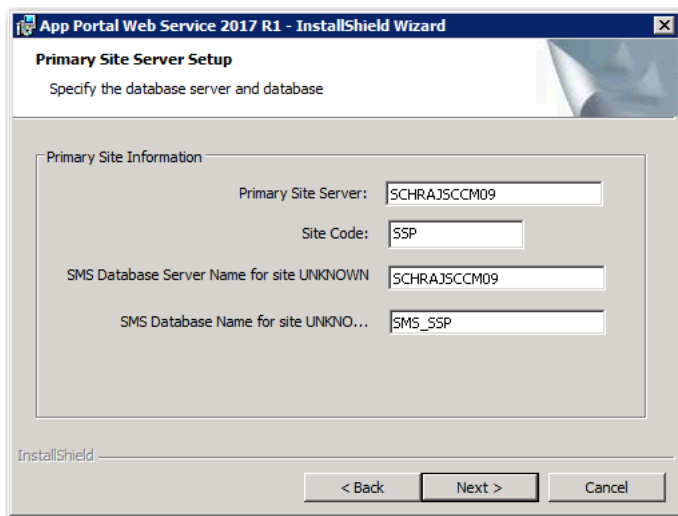 App Portal Web Service 2017 R1 - InstallShield Wizard
Primary Site Server Setup
Specify the database server and database
Primary Site Information
Primary Site Server: SCHRAJSCCM09
Site Code: SSP
SMS Database Server Name for site UNKNOWN SCHRAJSCCM09
SMS Database Name for site UNKNO... SMS_SSP
InstallShield
< Back Next > Cancel